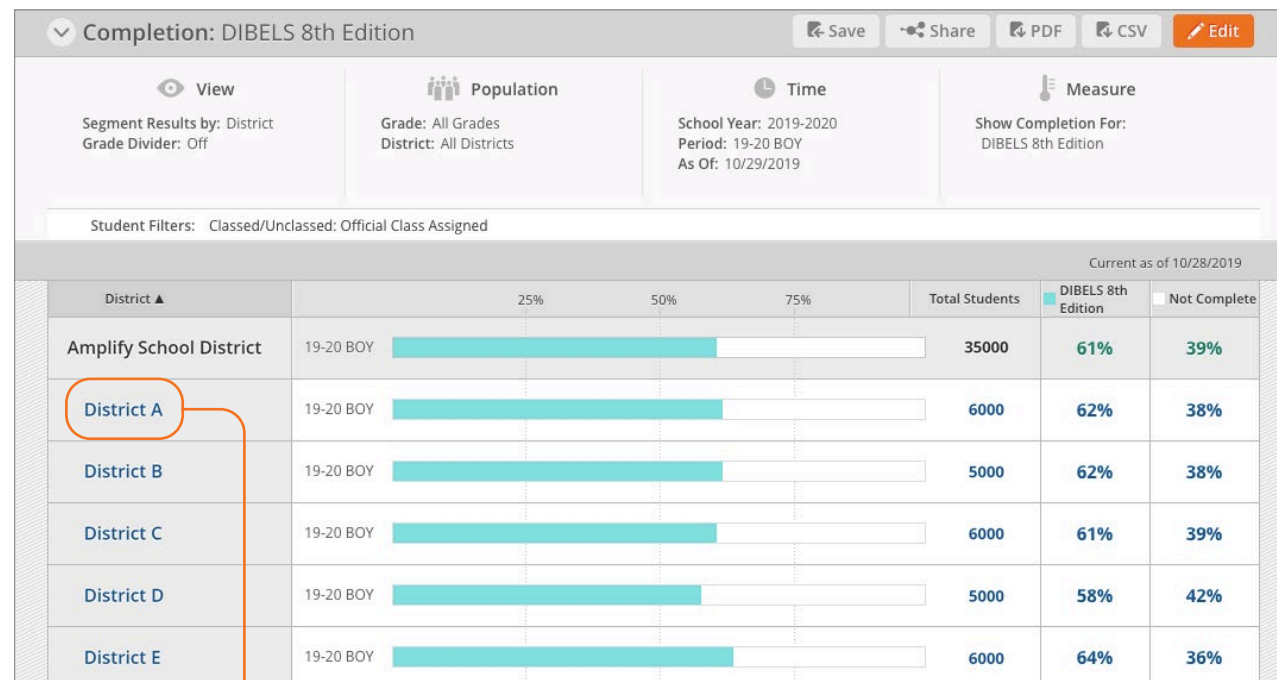 Completion: DIBELS 8th Edition
Save
Share
PDF
CSV
Edit
View
Segment Results by: District
Grade Divider: Off
Population
Grade: All Grades
District: All Districts
Time
School Year: 2019-2020
Period: 19-20 BOY
As Of: 10/29/2019
Measure
Show Completion For:
DIBELS 8th Edition
Student Filters: Classed/Unclassed: Official Class Assigned
Current as of 10/28/2019
District ▲ 25% 50% 75% Total Students DIBELS 8th Edition Not Complete
Amplify School District 19-20 BOY 35000 61% 39%
District A 19-20 BOY 6000 62% 38%
District B 19-20 BOY 5000 62% 38%
District C 19-20 BOY 6000 61% 39%
District D 19-20 BOY 5000 58% 42%
District E 19-20 BOY 6000 64% 36%